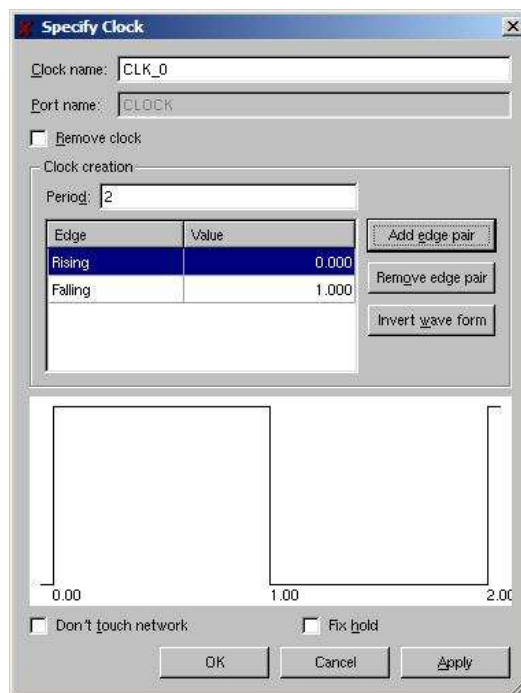 Specify Clock
Clock name: CLK_0
Port name: CLOCK
Remove clock
Clock creation
Period: 2
Edge Value
Rising 0.000
Falling 1.000
Add edge pair
Remove edge pair
Invert wave form
0.00 1.00 2.00
Don't touch network Fix hold
OK Cancel Apply